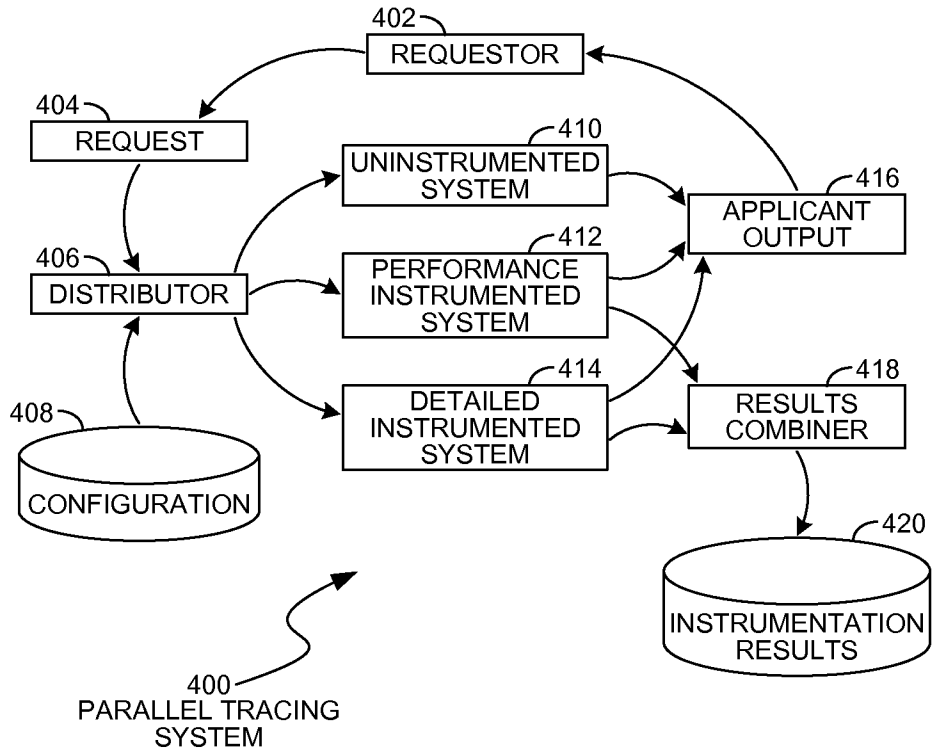 402
REQUESTOR
404
REQUEST
406
DISTRIBUTOR
408
CONFIGURATION
410
UNINSTRUMENTED
SYSTEM
412
PERFORMANCE
INSTRUMENTED
SYSTEM
414
DETAILED
INSTRUMENTED
SYSTEM
416
APPLICANT
OUTPUT
418
RESULTS
COMBINER
420
INSTRUMENTATION
RESULTS
400
PARALLEL TRACING
SYSTEM